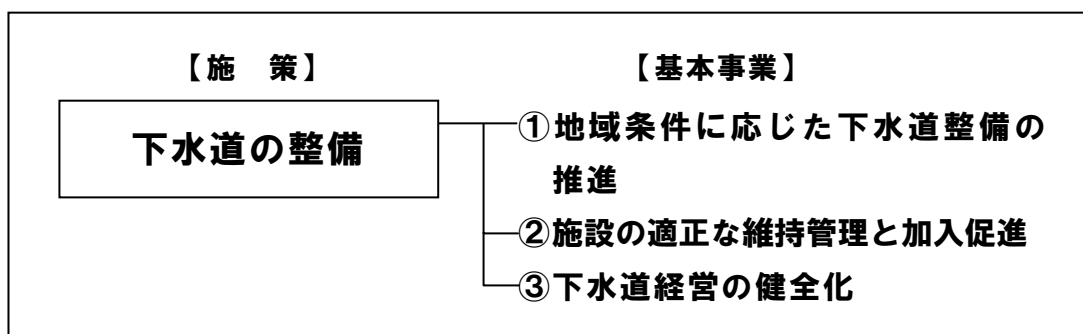 【施　策】
【基本事業】
下水道の整備
①地域条件に応じた下水道整備の
推進
②施設の適正な維持管理と加入促進
③下水道経営の健全化